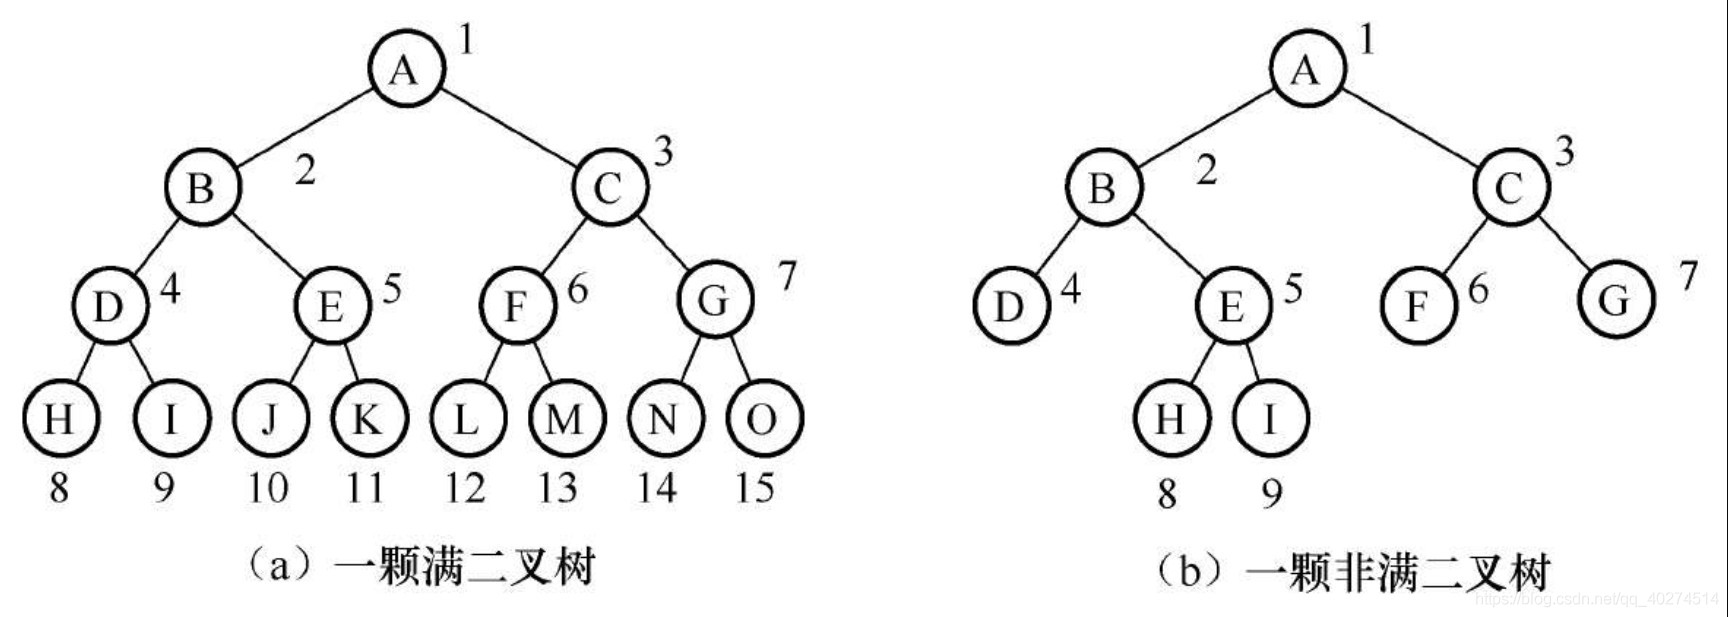 A 1 A 1
B 2 C 3 B 2 C 3
D 4 E 5 F 6 G 7 D 4 E 5 F 6 G 7
H I J K L M N O H I
8 9 10 11 12 13 14 15 8 9
(a)一颗满二叉树 (b)一颗非满二叉树
https://blog.csdn.net/qq_40274514